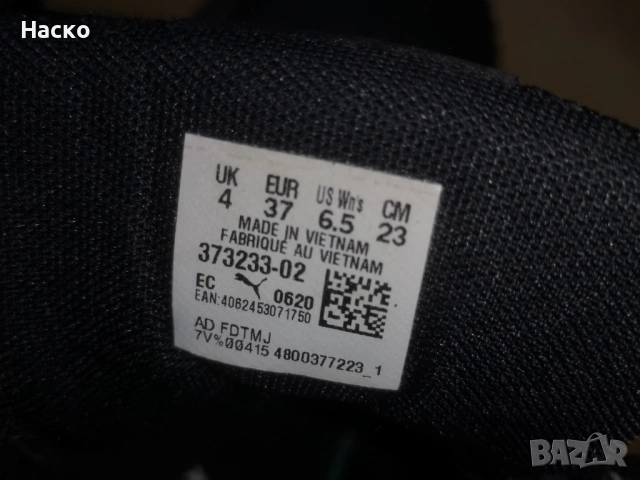 Наско
UK EUR US Wn's CM
4 37 6.5 23
MADE IN VIETNAM
FABRIQUÉ AU VIETNAM
373233-02
EC 0620
EAN:4062453071750
AD FDTMJ
7V%00415 4800377223_1
BAZAR